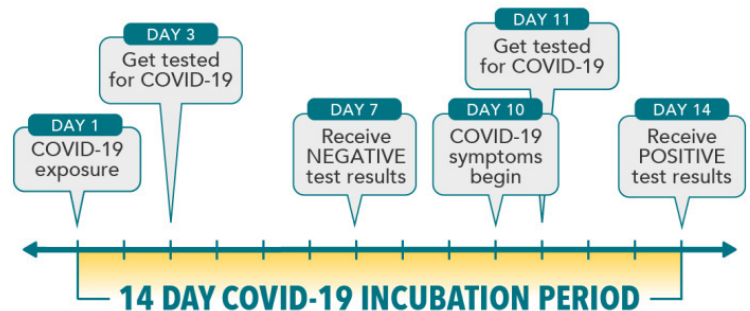 DAY 1
COVID-19
exposure
DAY 3
Get tested
for COVID-19
DAY 7
Receive
NEGATIVE
test results
DAY 10
COVID-19
symptoms
begin
DAY 11
Get tested
for COVID-19
DAY 14
Receive
POSITIVE
test results
14 DAY COVID-19 INCUBATION PERIOD